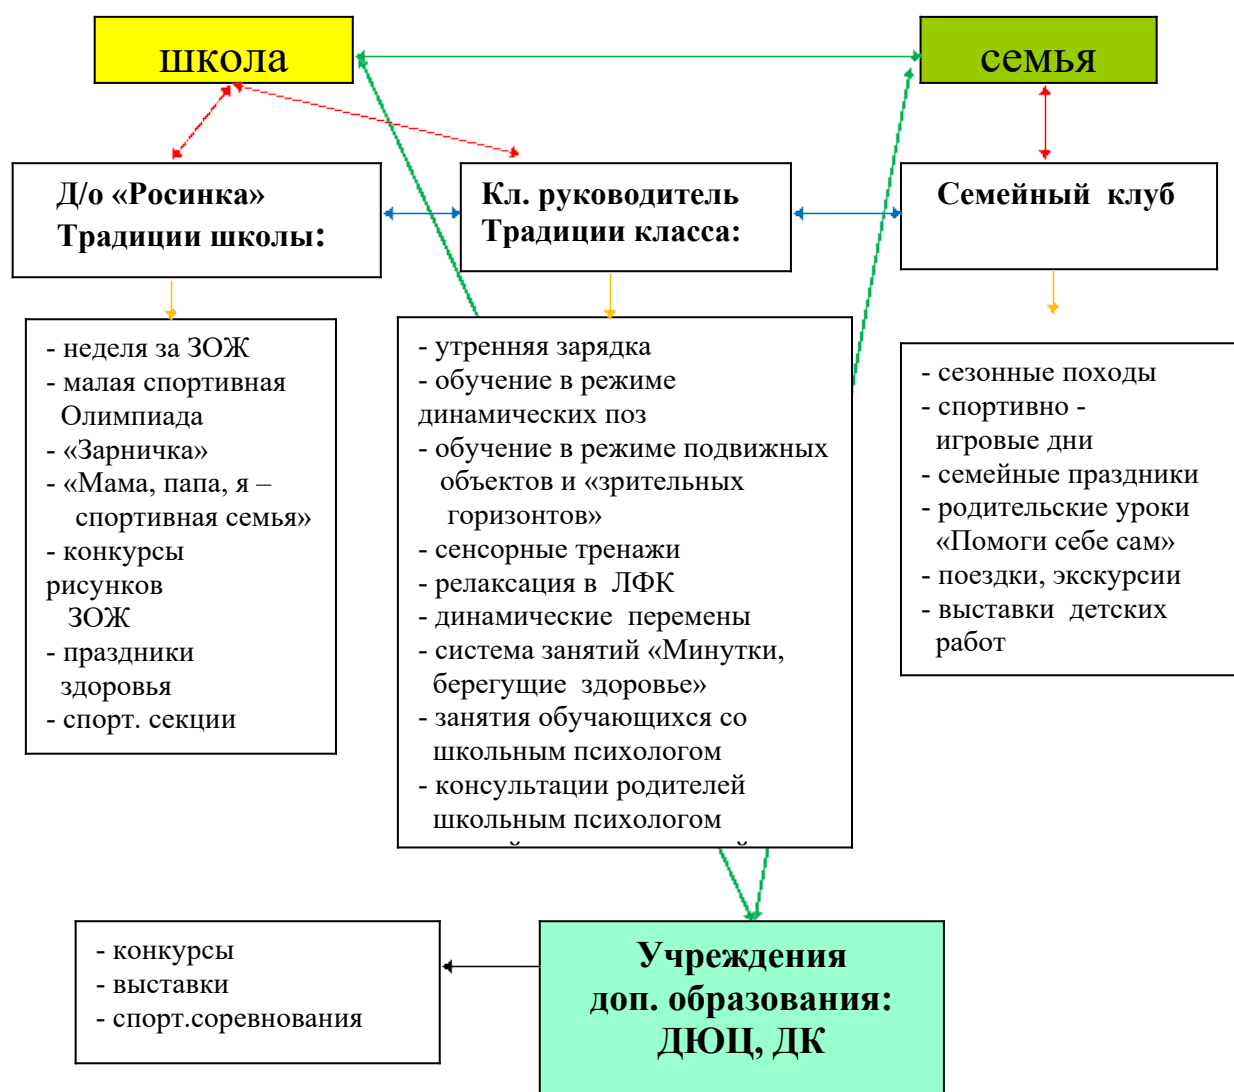 школа
семья
Д/о «Росинка»
Традиции школы:
Кл. руководитель
Традиции класса:
Семейный клуб
- неделя за ЗОЖ
- малая спортивная
Олимпиада
- «Зарничка»
- «Мама, папа, я –
спортивная семья»
- конкурсы
рисунков
ЗОЖ
- праздники
здоровья
- спорт. секции
- утренняя зарядка
- обучение в режиме
динамических поз
- обучение в режиме подвижных
объектов и «зрительных
горизонтов»
- сенсорные тренажи
- релаксация в ЛФК
- динамические перемены
- система занятий «Минутки,
берегущие здоровье»
- занятия обучающихся со
школьным психологом
- консультации родителей
школьным психологом
- сезонные походы
- спортивно -
игровые дни
- семейные праздники
- родительские уроки
«Помоги себе сам»
- поездки, экскурсии
- выставки детских
работ
- конкурсы
- выставки
- спорт.соревнования
Учреждения
доп. образования:
ДЮЦ, ДК